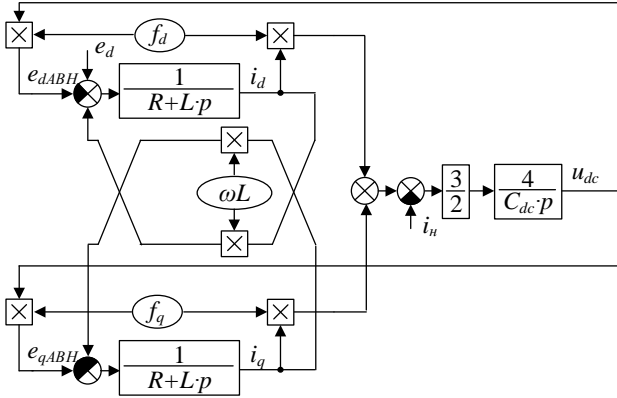 × f_d ×
e_d
e_dАВН 1 / R+L·p i_d
×
ωL
×
3/2 4 / C_dc·p u_dc
i_н
× f_q ×
e_qАВН 1 / R+L·p i_q